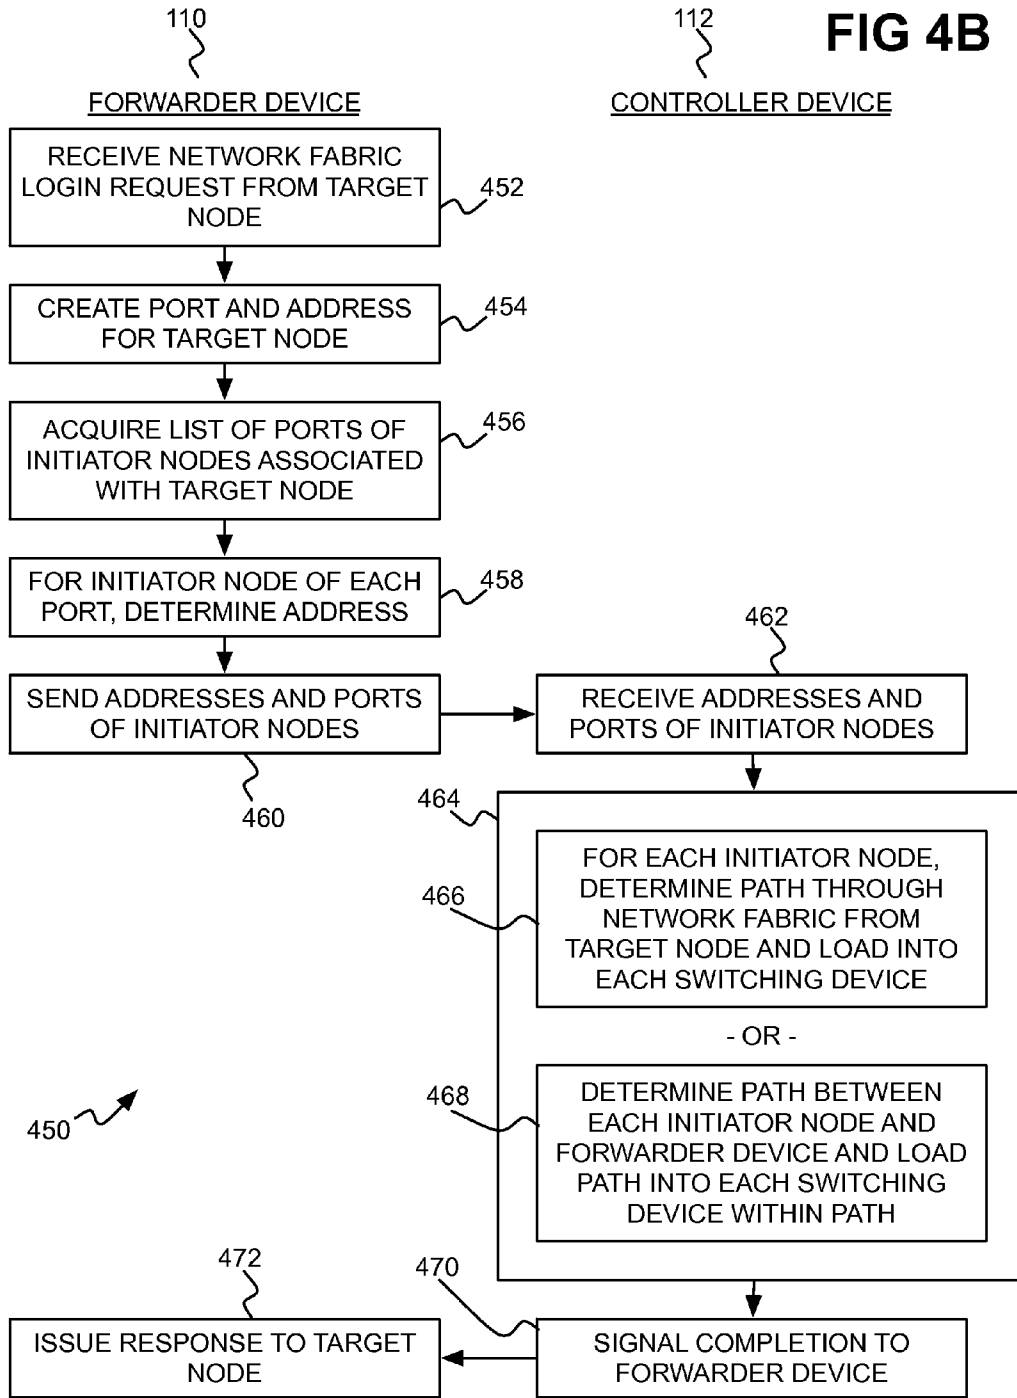 110
112
FIG 4B
FORWARDER DEVICE
CONTROLLER DEVICE
RECEIVE NETWORK FABRIC
LOGIN REQUEST FROM TARGET
NODE
452
CREATE PORT AND ADDRESS
FOR TARGET NODE
454
ACQUIRE LIST OF PORTS OF
INITIATOR NODES ASSOCIATED
WITH TARGET NODE
456
FOR INITIATOR NODE OF EACH
PORT, DETERMINE ADDRESS
458
SEND ADDRESSES AND PORTS
OF INITIATOR NODES
460
462
RECEIVE ADDRESSES AND
PORTS OF INITIATOR NODES
464
FOR EACH INITIATOR NODE,
DETERMINE PATH THROUGH
NETWORK FABRIC FROM
TARGET NODE AND LOAD INTO
EACH SWITCHING DEVICE
466
- OR -
DETERMINE PATH BETWEEN
EACH INITIATOR NODE AND
FORWARDER DEVICE AND LOAD
PATH INTO EACH SWITCHING
DEVICE WITHIN PATH
468
450
470
SIGNAL COMPLETION TO
FORWARDER DEVICE
472
ISSUE RESPONSE TO TARGET
NODE